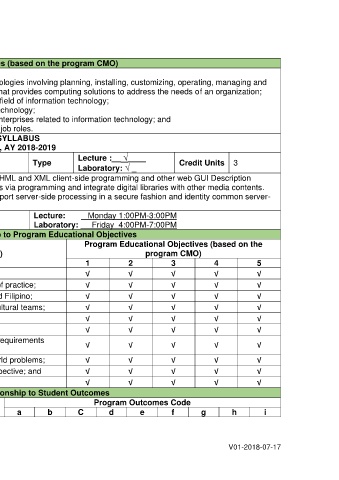 es (based on the program CMO)
ologies involving planning, installing, customizing, operating, managing and
hat provides computing solutions to address the needs of an organization;
field of information technology;
chnology;
nterprises related to information technology; and
job roles.
SYLLABUS
, AY 2018-2019
Type Lecture :__√____ Credit Units 3
Laboratory: √ _
HML and XML client-side programming and other web GUI Description
s via programming and integrate digital libraries with other media contents.
port server-side processing in a secure fashion and identity common server-
Lecture: Monday 1:00PM-3:00PM
Laboratory: Friday 4:00PM-7:00PM
p to Program Educational Objectives
) Program Educational Objectives (based on the
program CMO)
1 2 3 4 5
√ √ √ √ √
of practice; √ √ √ √ √
d Filipino; √ √ √ √ √
ultural teams; √ √ √ √ √
√ √ √ √ √
√ √ √ √ √
requirements √ √ √ √ √
rld problems; √ √ √ √ √
pective; and √ √ √ √ √
√ √ √ √ √
onship to Student Outcomes
Program Outcomes Code
a b C d e f g h i
V01-2018-07-17